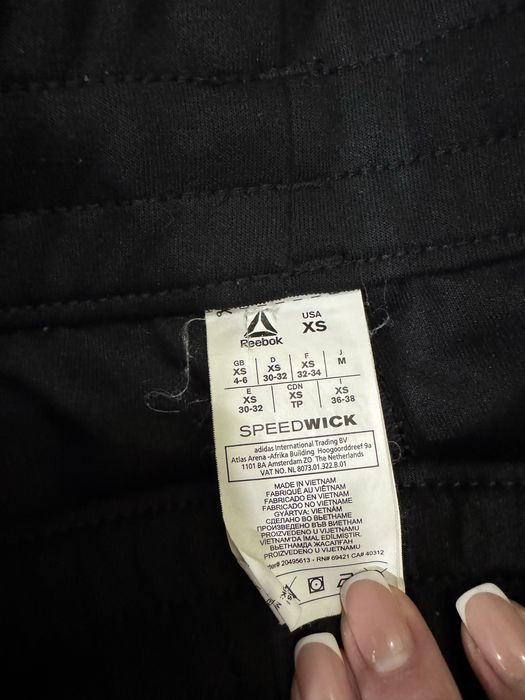 USA
XS
Reebok
GB D F J
XS XS XS M
4-6 30-32 32-34
E CDN I
XS XS XS
30-32 TP 36-38
SPEEDWICK
adidas International Trading BV
Atlas Arena -Afrika Building Hoogoorddreef 9a
1101 BA Amsterdam ZO The Netherlands
VAT NO. NL 8073.01.322.B.01
MADE IN VIETNAM
FABRIQUÉ AU VIÊTNAM
FABRICADO EN VIETNAM
FABRICADO NO VIETNAME
GYÁRTVA: VIETNÁM
СДЕЛАНО ВО ВЬЕТНАМЕ
ПРОИЗВЕДЕНО ВЪВ ВИЕТНАМ
PROIZVEDENO U VIJETNAMU
VIETNAM'DA IMAL EDİLMİŞTİR.
ВЬЕТНАМДА ЖАСАЛҒАН
PROIZVEDENO U VIJETNAMU
20495613 - RN# 69421 CA# 40312